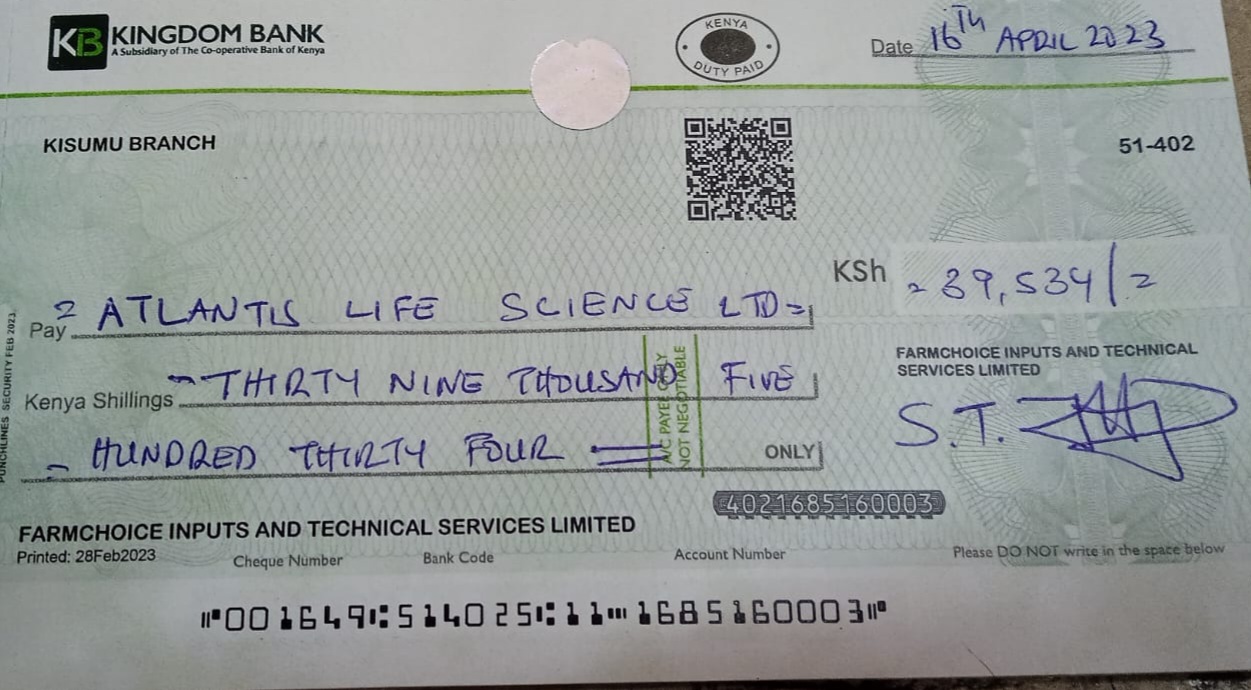 KB KINGDOM BANK
A Subsidiary of The Co-operative Bank of Kenya
KENYA
DUTY PAID
Date 16TH APRIL 2023
KISUMU BRANCH
51-402
KSh = 39,534/=
Pay = ATLANTIS LIFE SCIENCE LTD =
Kenya Shillings - THIRTY NINE THOUSAND FIVE
- HUNDRED THIRTY FOUR = ONLY
A/C PAYEE ONLY
NOT NEGOTIABLE
FARMCHOICE INPUTS AND TECHNICAL
SERVICES LIMITED
S.T.
4021685160003
FARMCHOICE INPUTS AND TECHNICAL SERVICES LIMITED
Printed: 28Feb2023
Cheque Number Bank Code Account Number Please DO NOT write in the space below
⑈001649⑆514025⑆11⑉1685160003⑈
PUNCHLINES SECURITY FEB 2023.